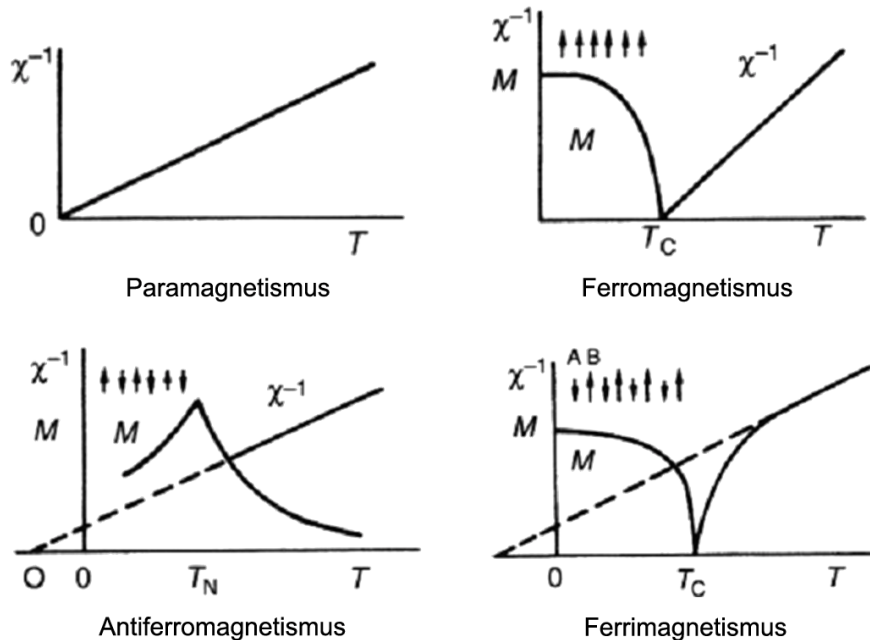 χ⁻¹
0
T
Paramagnetismus
χ⁻¹
M
M
χ⁻¹
T_C
T
Ferromagnetismus
χ⁻¹
M
M
χ⁻¹
Θ 0
T_N
T
Antiferromagnetismus
A B
χ⁻¹
M
M
0
T_C
T
Ferrimagnetismus